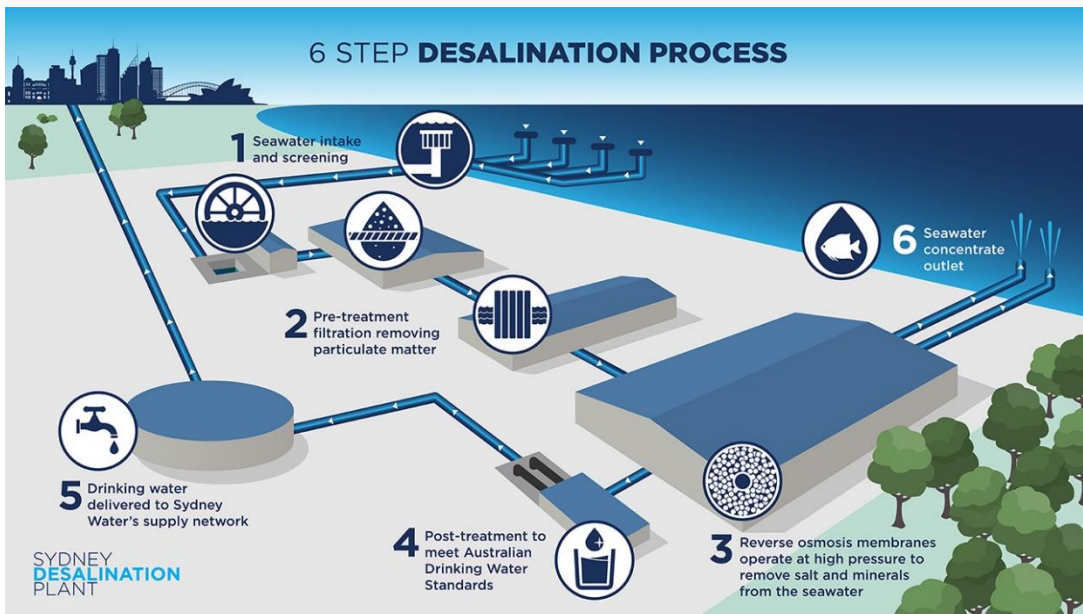 6 STEP DESALINATION PROCESS
1 Seawater intake
and screening
2 Pre-treatment
filtration removing
particulate matter
3 Reverse osmosis membranes
operate at high pressure to
remove salt and minerals
from the seawater
4 Post-treatment to
meet Australian
Drinking Water
Standards
5 Drinking water
delivered to Sydney
Water's supply network
6 Seawater
concentrate
outlet
SYDNEY
DESALINATION
PLANT